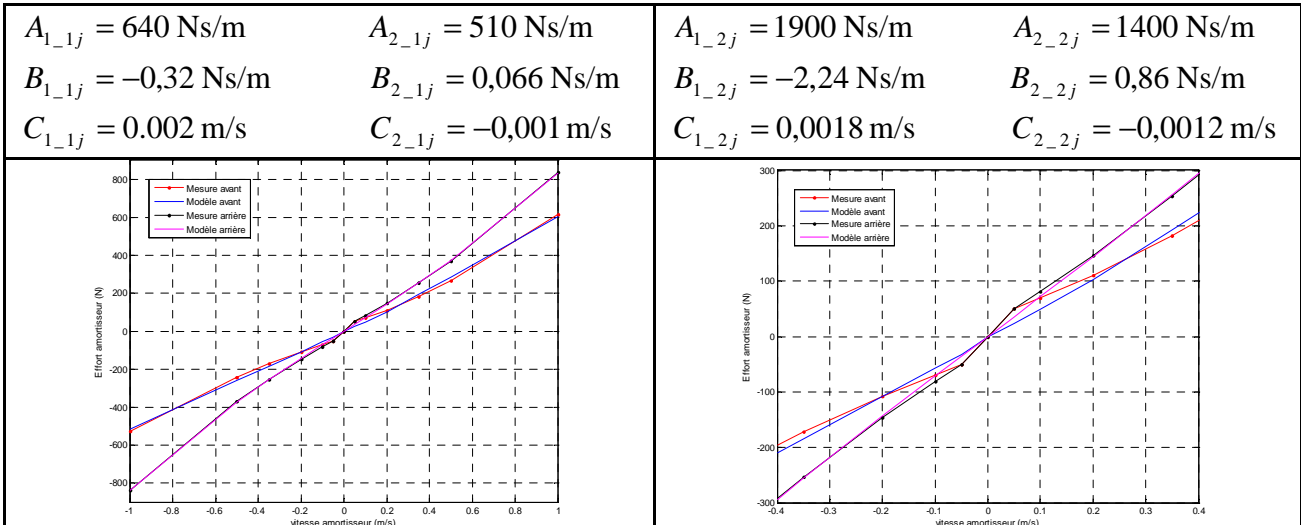 A1_1j = 640 Ns/m A2_1j = 510 Ns/m
B1_1j = −0,32 Ns/m B2_1j = 0,066 Ns/m
C1_1j = 0.002 m/s C2_1j = −0,001 m/s
A1_2j = 1900 Ns/m A2_2j = 1400 Ns/m
B1_2j = −2,24 Ns/m B2_2j = 0,86 Ns/m
C1_2j = 0,0018 m/s C2_2j = −0,0012 m/s
Effort amortisseur (N)
800
600
400
200
0
-200
-400
-600
-800
Mesure avant
Modèle avant
Mesure arrière
Modèle arrière
-1 -0.8 -0.6 -0.4 -0.2 0 0.2 0.4 0.6 0.8 1
vitesse amortisseur (m/s)
Effort amortisseur (N)
300
200
100
0
-100
-200
-300
Mesure avant
Modèle avant
Mesure arrière
Modèle arrière
-0.4 -0.3 -0.2 -0.1 0 0.1 0.2 0.3 0.4
vitesse amortisseur (m/s)